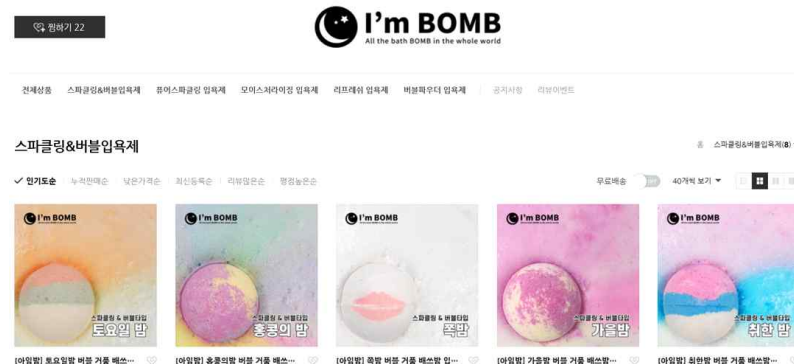 찜하기 22
I'm BOMB
All the bath BOMB in the whole world
전체상품 스파클링&버블입욕제 퓨어스파클링 입욕제 모이스처라이징 입욕제 리프레쉬 입욕제 버블파우더 입욕제 공지사항 리뷰이벤트
스파클링&버블입욕제
홈 스파클링&버블입욕제(8)
인기도순 누적판매순 낮은가격순 최신등록순 리뷰많은순 평점높은순
무료배송 OFF 40개씩 보기
I'm BOMB
스파클링 & 버블타입
토요일 밤
I'm BOMB
스파클링 & 버블타입
홍콩의 밤
I'm BOMB
스파클링 & 버블타입
쪽밤
I'm BOMB
스파클링 & 버블타입
가을밤
I'm BOMB
스파클링 & 버블타입
취한 밤
[아임밤] 토요일밤 버블 거품 배쓰…
[아임밤] 홍콩의밤 버블 거품 배쓰…
[아임밤] 쪽밤 버블 거품 배쓰밤 입…
[아임밤] 가을밤 버블 거품 배쓰밤…
[아임밤] 취한밤 버블 거품 배쓰밤…